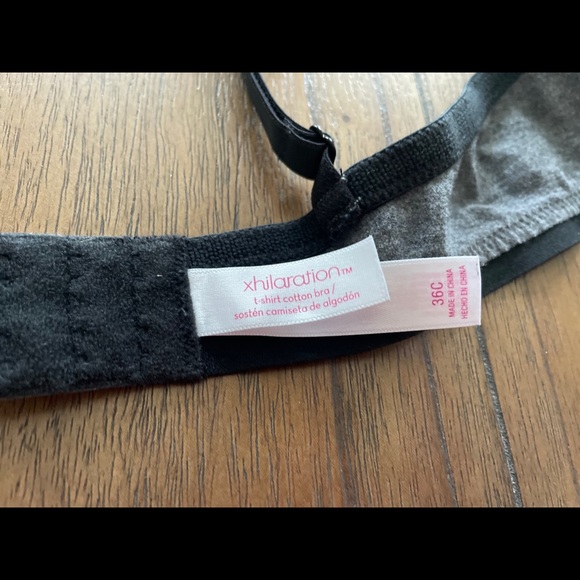 xhilaration™
t-shirt cotton bra /
sostén camiseta de algodón
36C
MADE IN CHINA
HECHO EN CHINA